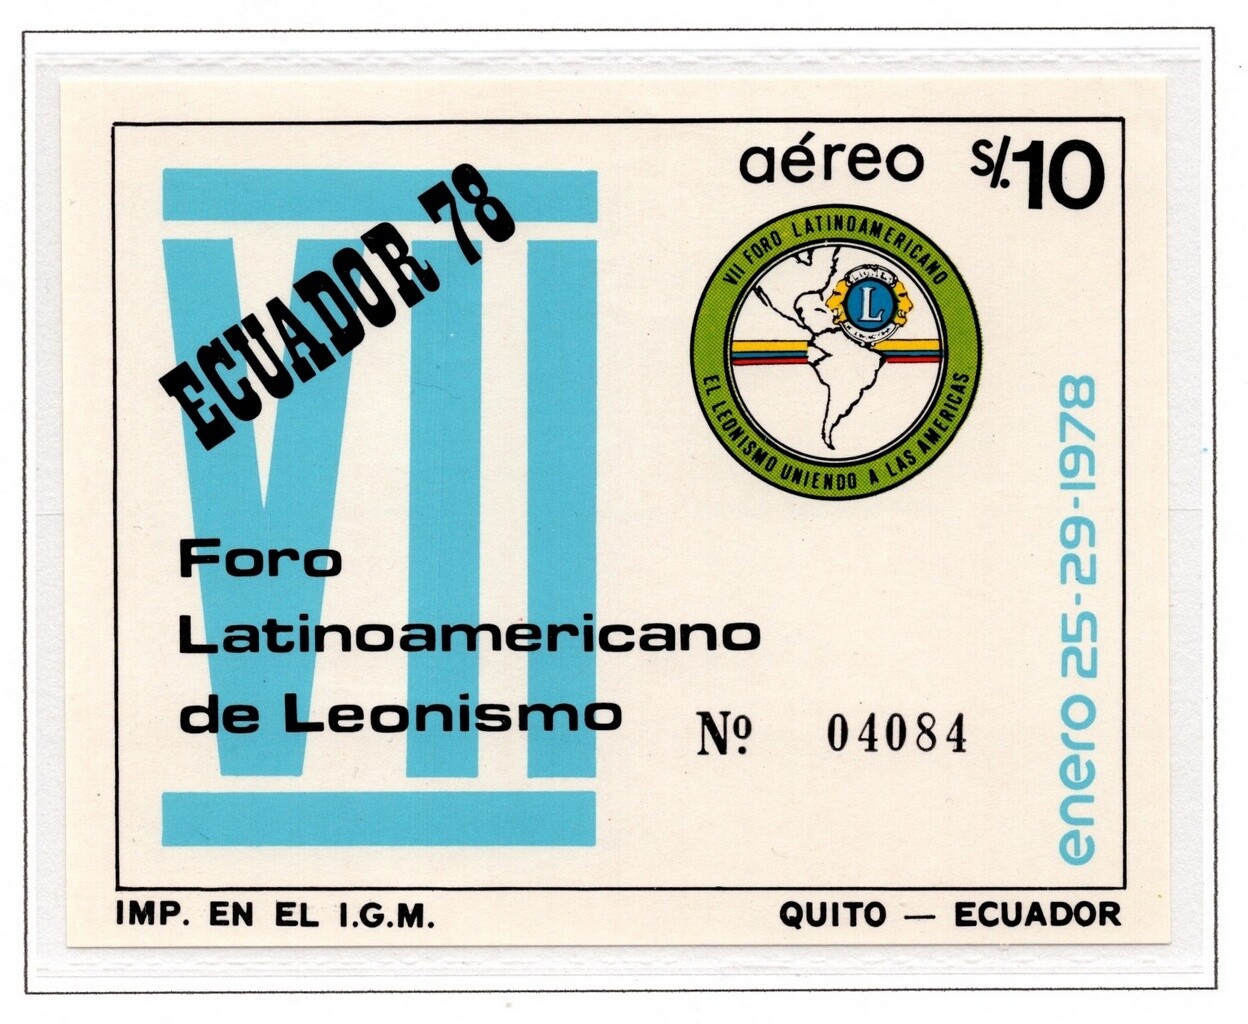 aéreo S/.10
ECUADOR 78
VII
VII FORO LATINOAMERICANO
L
EL LEONISMO UNIENDO A LAS AMERICAS
Foro
Latinoamericano
de Leonismo
Nº 04084
enero 25-29-1978
IMP. EN EL I.G.M. QUITO — ECUADOR